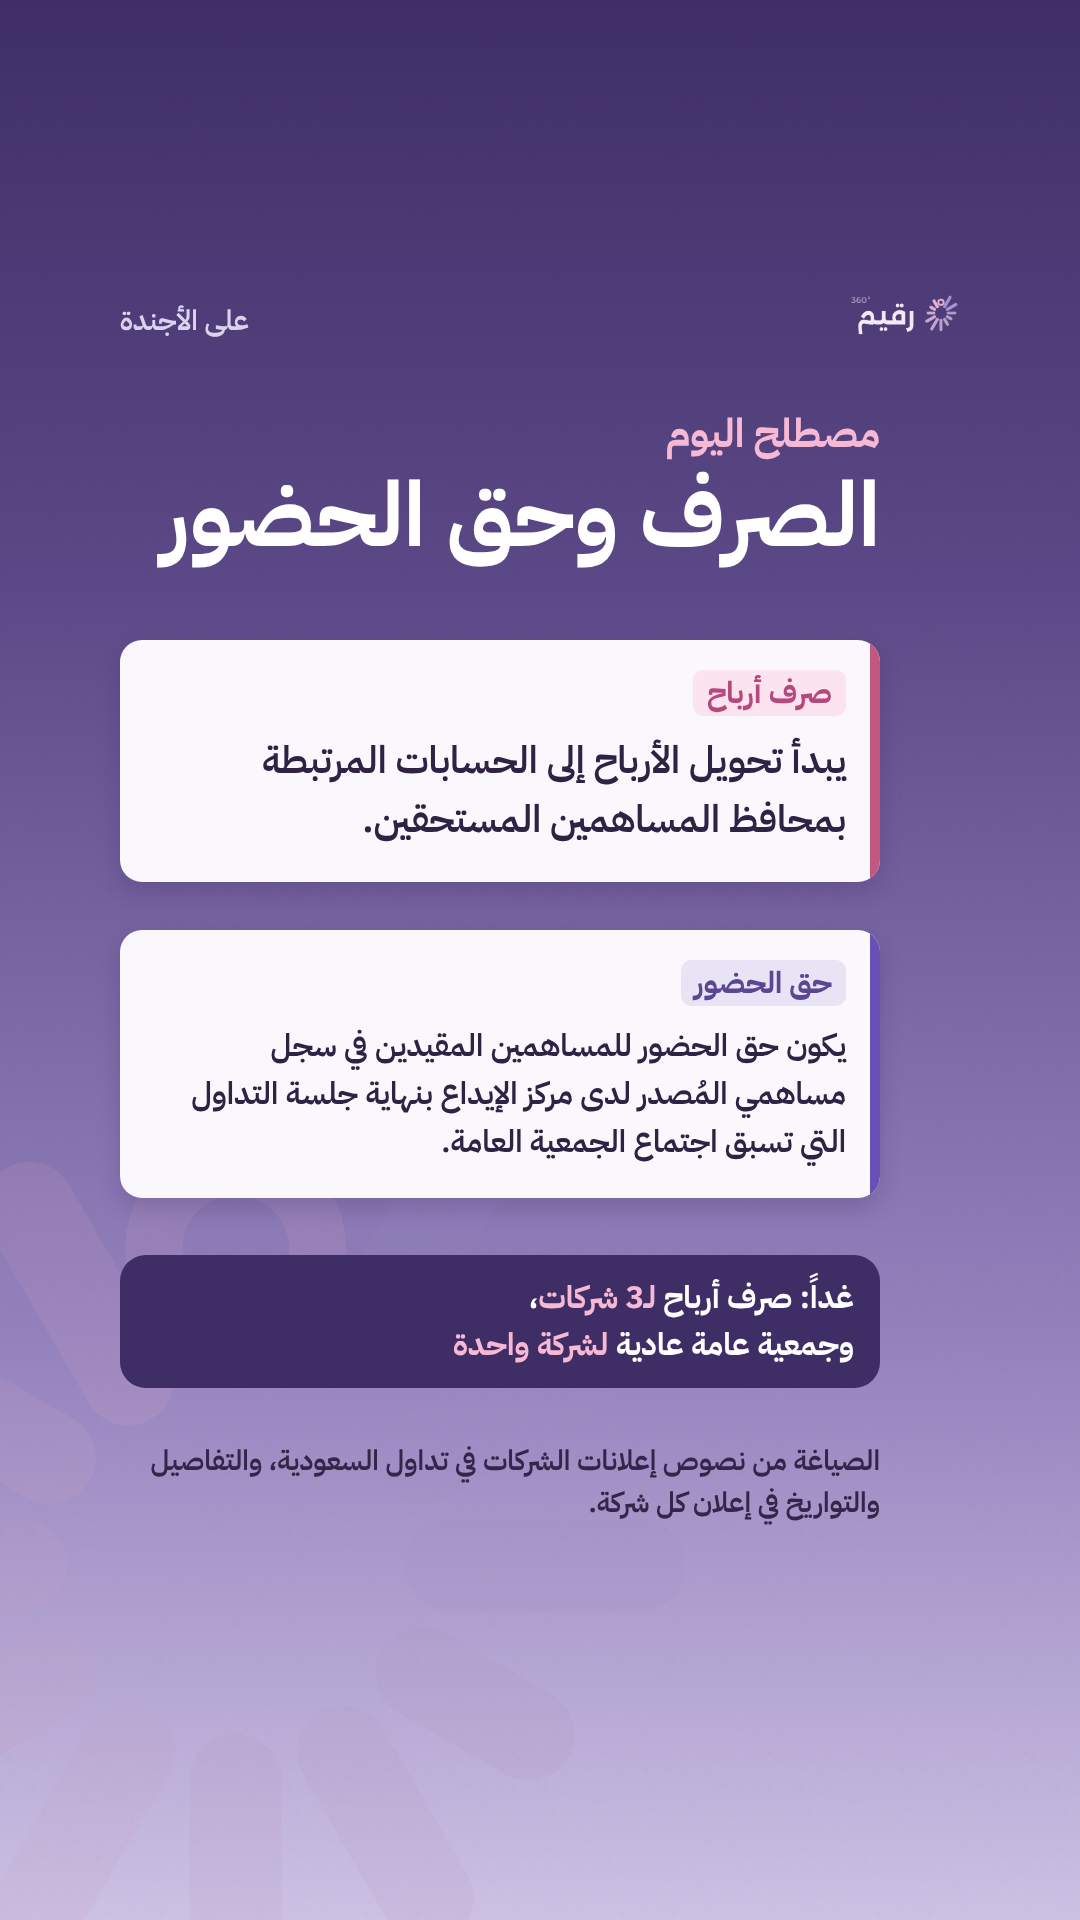 رقيم
360°
على الأجندة
مصطلح اليوم
الصرف وحق الحضور
صرف أرباح
يبدأ تحويل الأرباح إلى الحسابات المرتبطة
بمحافظ المساهمين المستحقين.
حق الحضور
يكون حق الحضور للمساهمين المقيدين في سجل
مساهمي المُصدر لدى مركز الإيداع بنهاية جلسة التداول
التي تسبق اجتماع الجمعية العامة.
غداً: صرف أرباح لـ3 شركات،
وجمعية عامة عادية لشركة واحدة
الصياغة من نصوص إعلانات الشركات في تداول السعودية، والتفاصيل
والتواريخ في إعلان كل شركة.